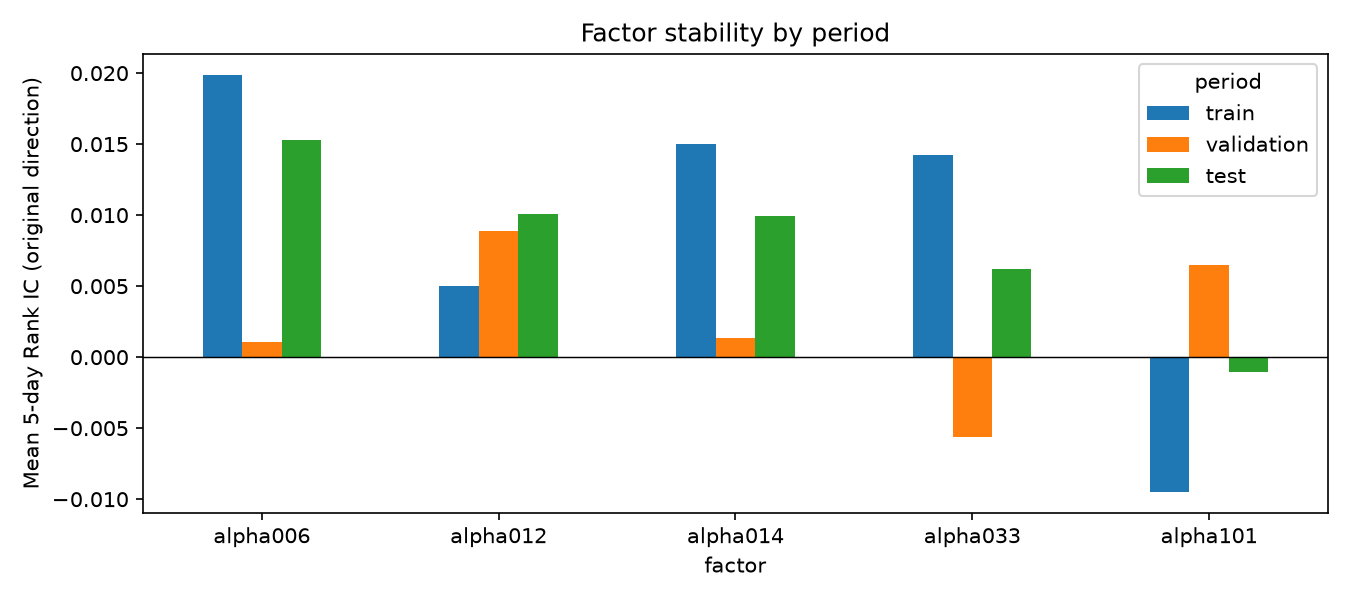 Factor stability by period
Mean 5-day Rank IC (original direction)
0.020
0.015
0.010
0.005
0.000
−0.005
−0.010
period
train
validation
test
alpha006
alpha012
alpha014
alpha033
alpha101
factor